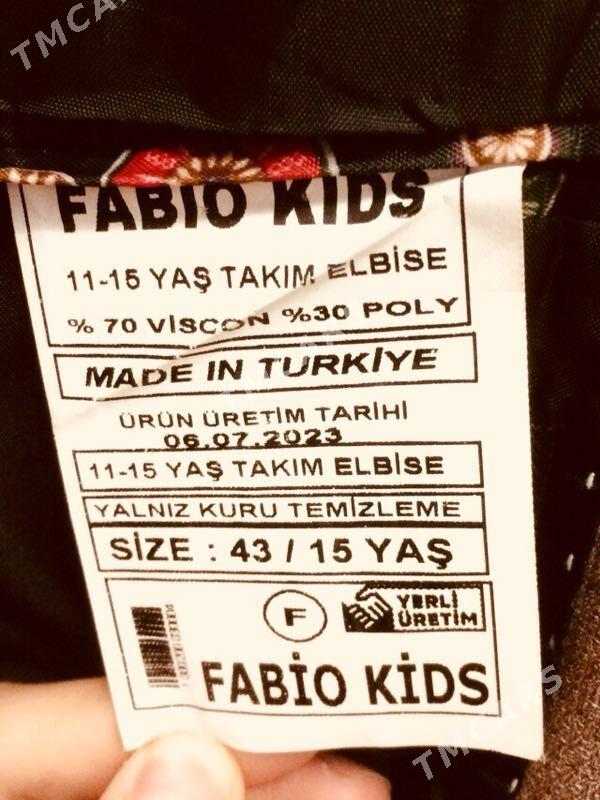 TMCARS
FABIO KIDS
11-15 YAŞ TAKIM ELBİSE
% 70 VİSCON %30 POLY
MADE IN TURKİYE
ÜRÜN ÜRETİM TARİHİ
06.07.2023
11-15 YAŞ TAKIM ELBİSE
YALNIZ KURU TEMİZLEME
SİZE : 43 / 15 YAŞ
F
YERLİ
ÜRETİM
FABİO KİDS
TMCARS